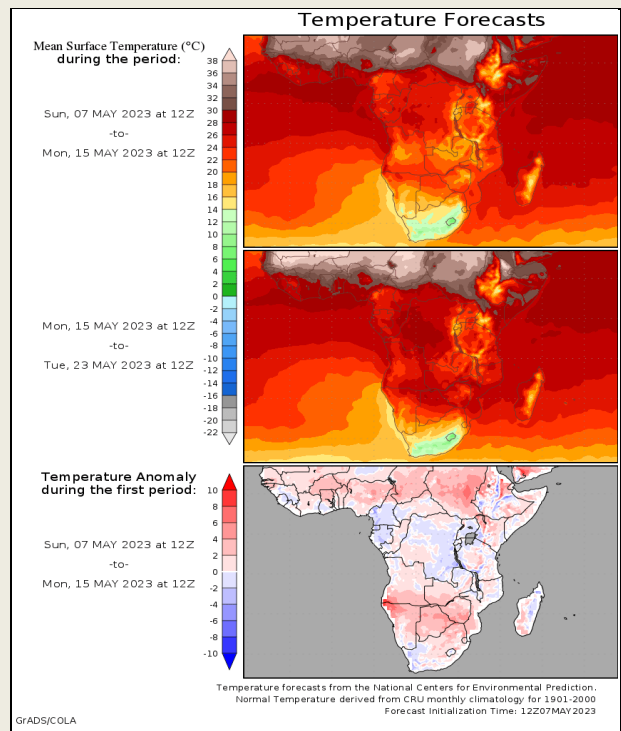 Temperature Forecasts
Mean Surface Temperature (°C)
during the period:
Sun, 07 MAY 2023 at 12Z
-to-
Mon, 15 MAY 2023 at 12Z
38
36
34
32
30
28
26
24
22
20
18
16
14
12
10
8
6
4
2
0
-2
-4
-6
-8
-10
-12
-14
-16
-18
-20
-22
Mon, 15 MAY 2023 at 12Z
-to-
Tue, 23 MAY 2023 at 12Z
Temperature Anomaly
during the first period:
Sun, 07 MAY 2023 at 12Z
-to-
Mon, 15 MAY 2023 at 12Z
10
8
6
4
2
0
-2
-4
-6
-8
-10
Temperature forecasts from the National Centers for Environmental Prediction.
Normal Temperature derived from CRU monthly climatology for 1901-2000
Forecast Initialization Time: 12Z07MAY2023
GrADS/COLA